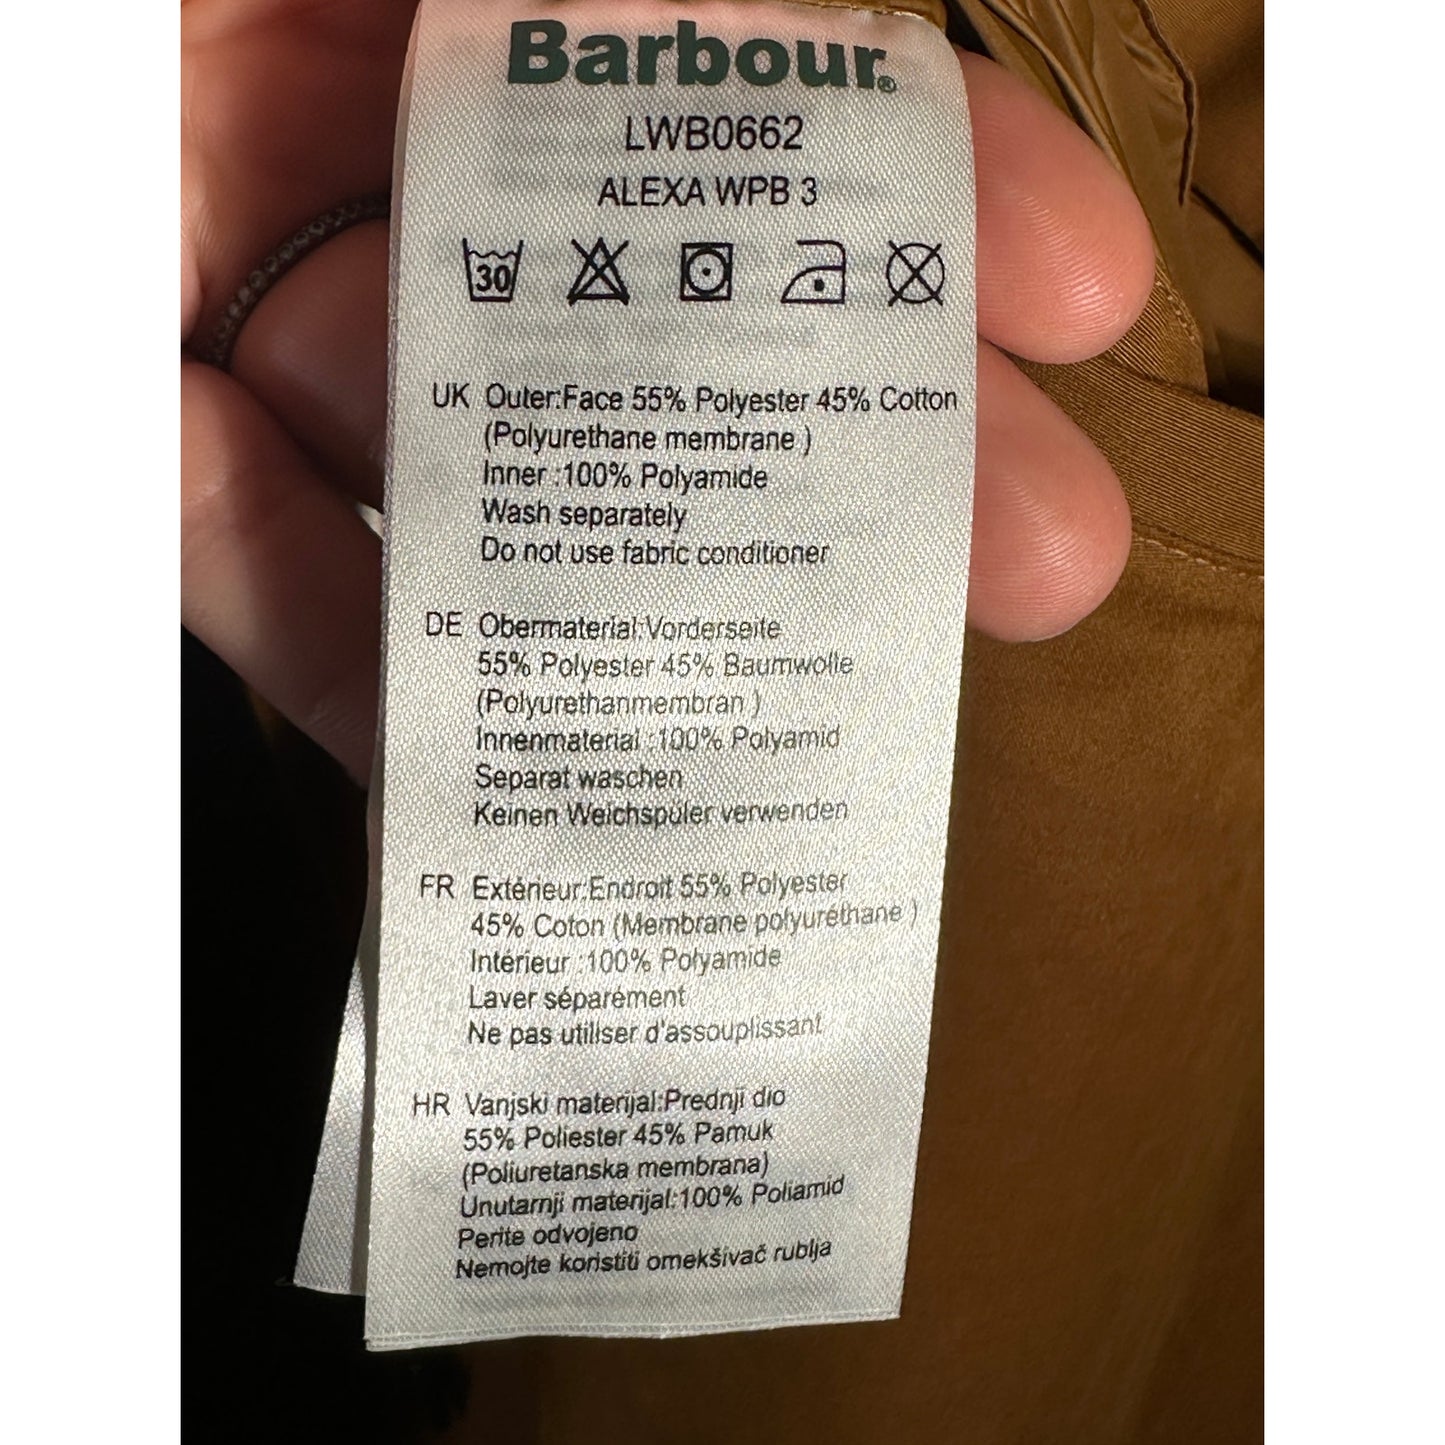 Barbour®
LWB0662
ALEXA WPB 3
30
UK Outer:Face 55% Polyester 45% Cotton
(Polyurethane membrane )
Inner :100% Polyamide
Wash separately
Do not use fabric conditioner
DE Obermaterial:Vorderseite
55% Polyester 45% Baumwolle
(Polyurethanmembran )
Innenmaterial :100% Polyamid
Separat waschen
Keinen Weichspüler verwenden
FR Extérieur:Endroit 55% Polyester
45% Coton (Membrane polyuréthane )
Intérieur :100% Polyamide
Laver séparément
Ne pas utiliser d'assouplissant
HR Vanjski materijal:Prednji dio
55% Poliester 45% Pamuk
(Poliuretanska membrana)
Unutarnji materijal:100% Poliamid
Perite odvojeno
Nemojte koristiti omekšivač rublja